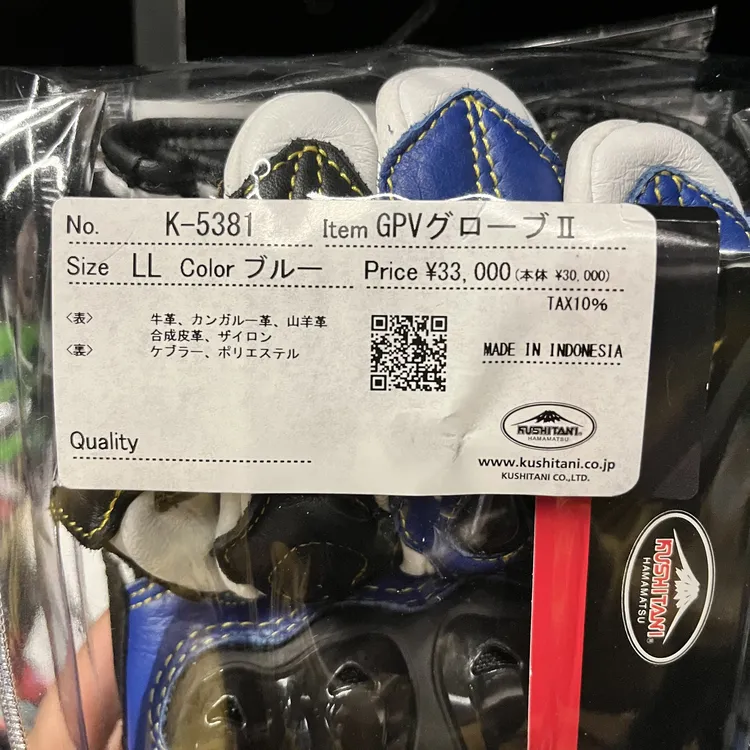 No. K-5381 Item GPVグローブⅡ
Size LL Color ブルー Price ¥33,000(本体 ¥30,000)
TAX10%
〈表〉 牛革、カンガルー革、山羊革
合成皮革、ザイロン
〈裏〉 ケブラー、ポリエステル
MADE IN INDONESIA
Quality
KUSHITANI
HAMAMATSU
www.kushitani.co.jp
KUSHITANI CO.,LTD.
KUSHITANI
HAMAMATSU